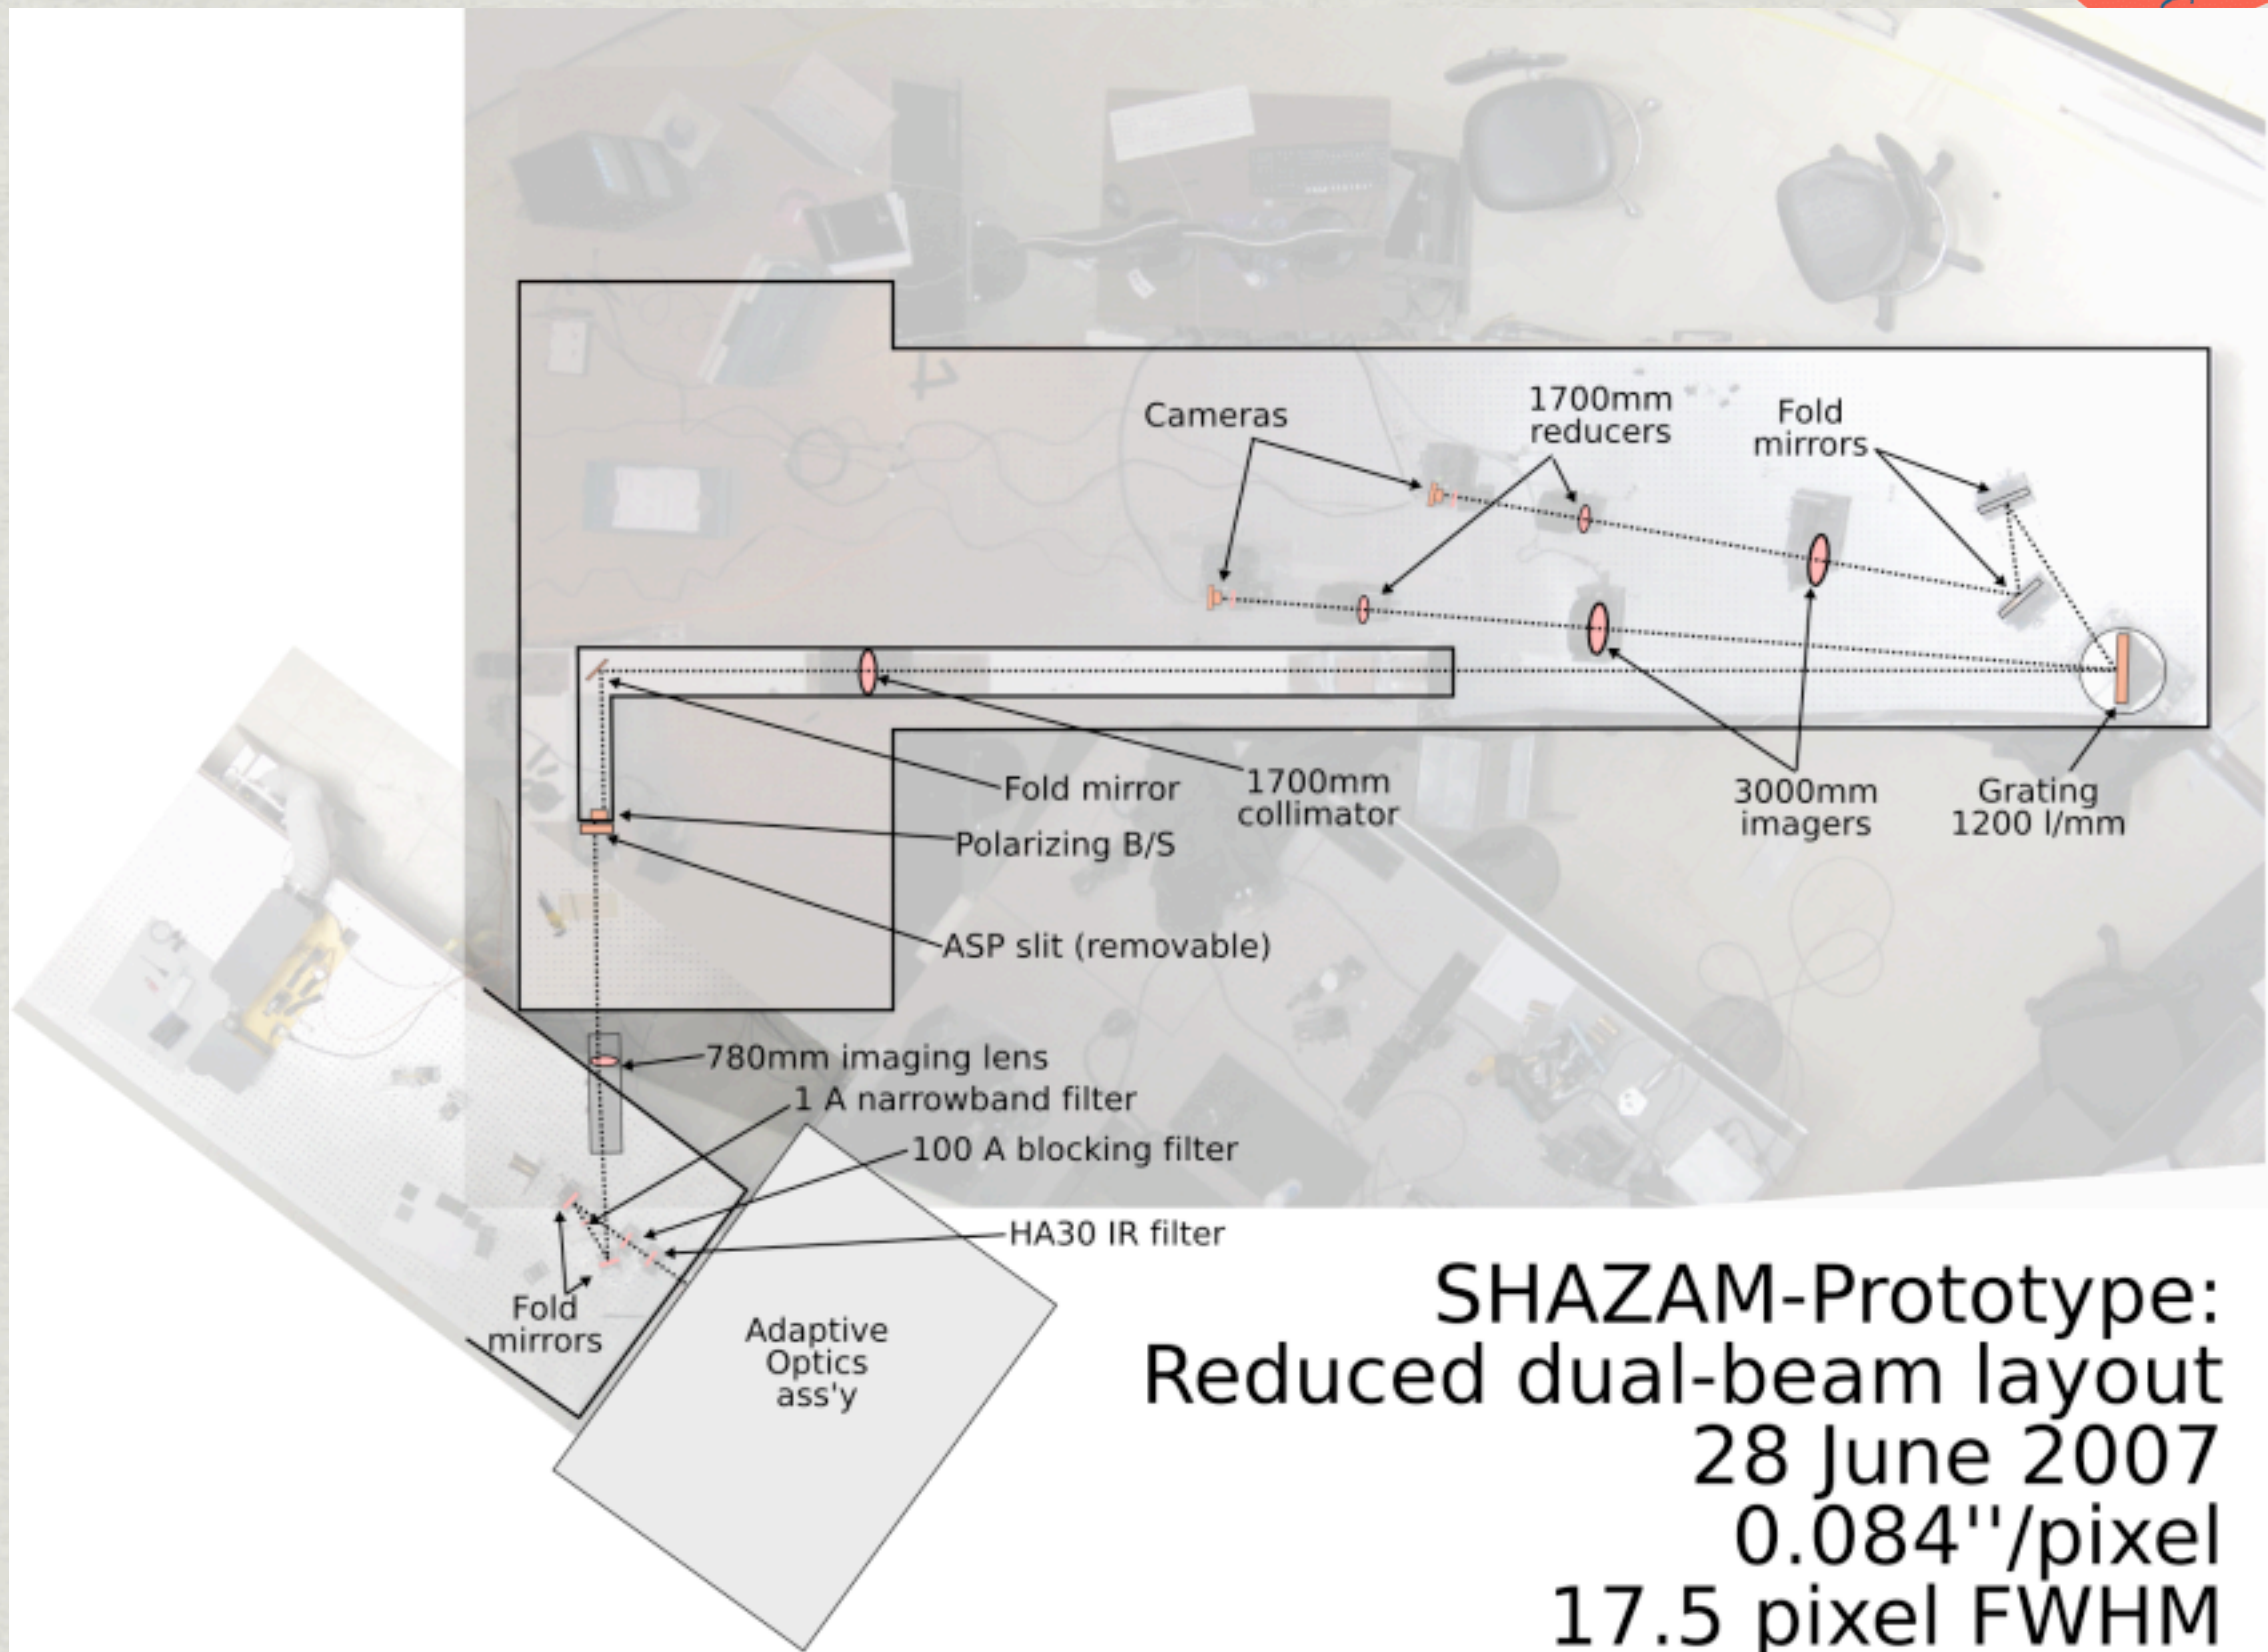 Cameras
1700mm
reducers
Fold
mirrors
Fold mirror
1700mm
collimator
3000mm
imagers
Grating
1200 l/mm
Polarizing B/S
ASP slit (removable)
780mm imaging lens
1 A narrowband filter
100 A blocking filter
HA30 IR filter
Fold
mirrors
Adaptive
Optics
ass'y
SHAZAM-Prototype:
Reduced dual-beam layout
28 June 2007
0.084''/pixel
17.5 pixel FWHM